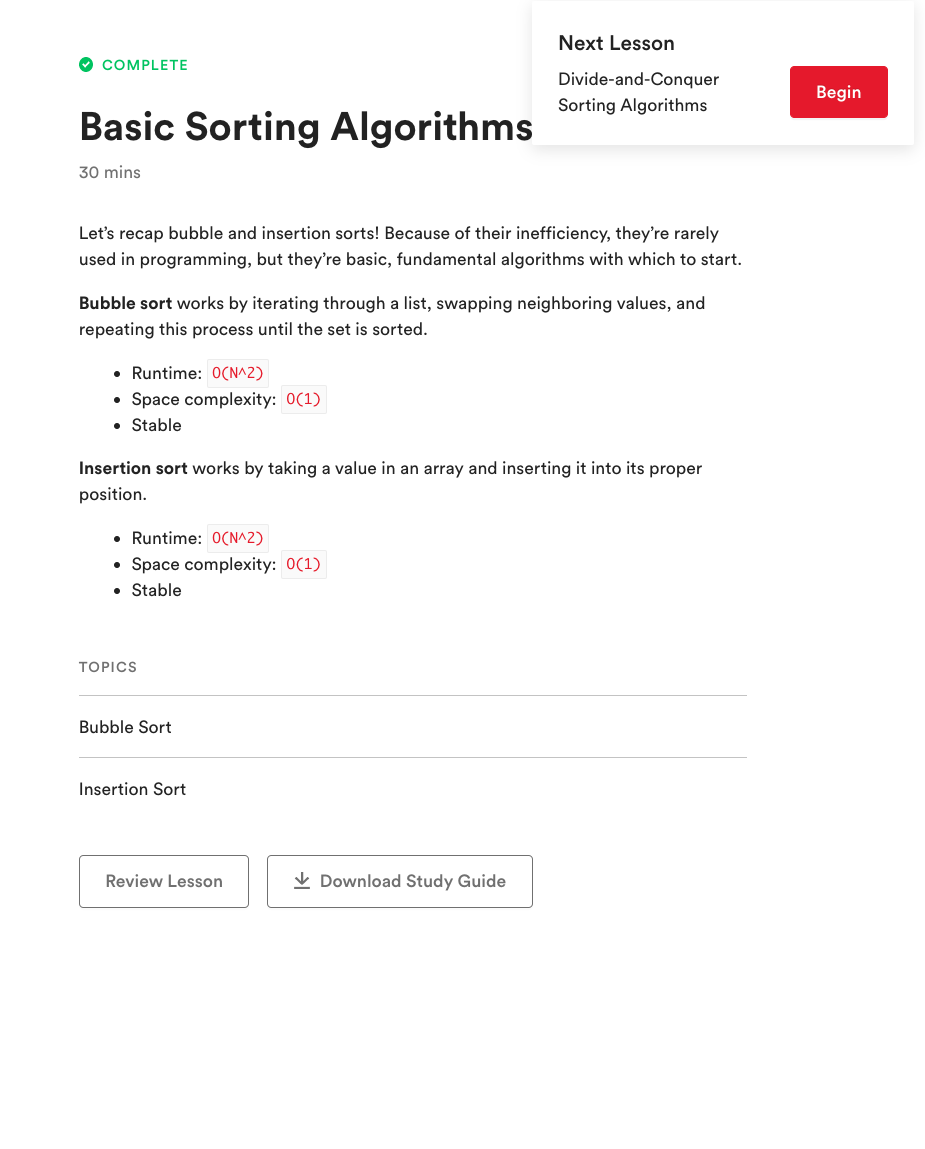 COMPLETE
Basic Sorting Algorithms
30 mins
Next Lesson
Divide-and-Conquer
Sorting Algorithms
Begin
Let’s recap bubble and insertion sorts! Because of their inefficiency, they’re rarely
used in programming, but they’re basic, fundamental algorithms with which to start.
Bubble sort works by iterating through a list, swapping neighboring values, and
repeating this process until the set is sorted.
• Runtime: O(N^2)
• Space complexity: O(1)
• Stable
Insertion sort works by taking a value in an array and inserting it into its proper
position.
• Runtime: O(N^2)
• Space complexity: O(1)
• Stable
TOPICS
Bubble Sort
Insertion Sort
Review Lesson
Download Study Guide